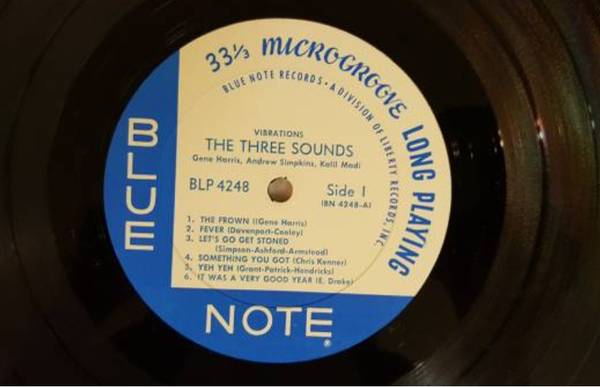 33⅓ MICROGROOVE LONG PLAYING
BLUE NOTE RECORDS • A DIVISION OF LIBERTY RECORDS, INC.
VIBRATIONS
THE THREE SOUNDS
Gene Harris, Andrew Simpkins, Kalil Madi
BLP 4248
Side 1
(BN 4248-A)
1. THE FROWN ((Gene Harris)
2. FEVER (Davenport-Cooley)
3. LET'S GO GET STONED
(Simpson-Ashford-Armstead)
4. SOMETHING YOU GOT (Chris Kenner)
5. YEH YEH (Grant-Patrick-Hendricks)
6. IT WAS A VERY GOOD YEAR (E. Drake)
BLUE
NOTE®